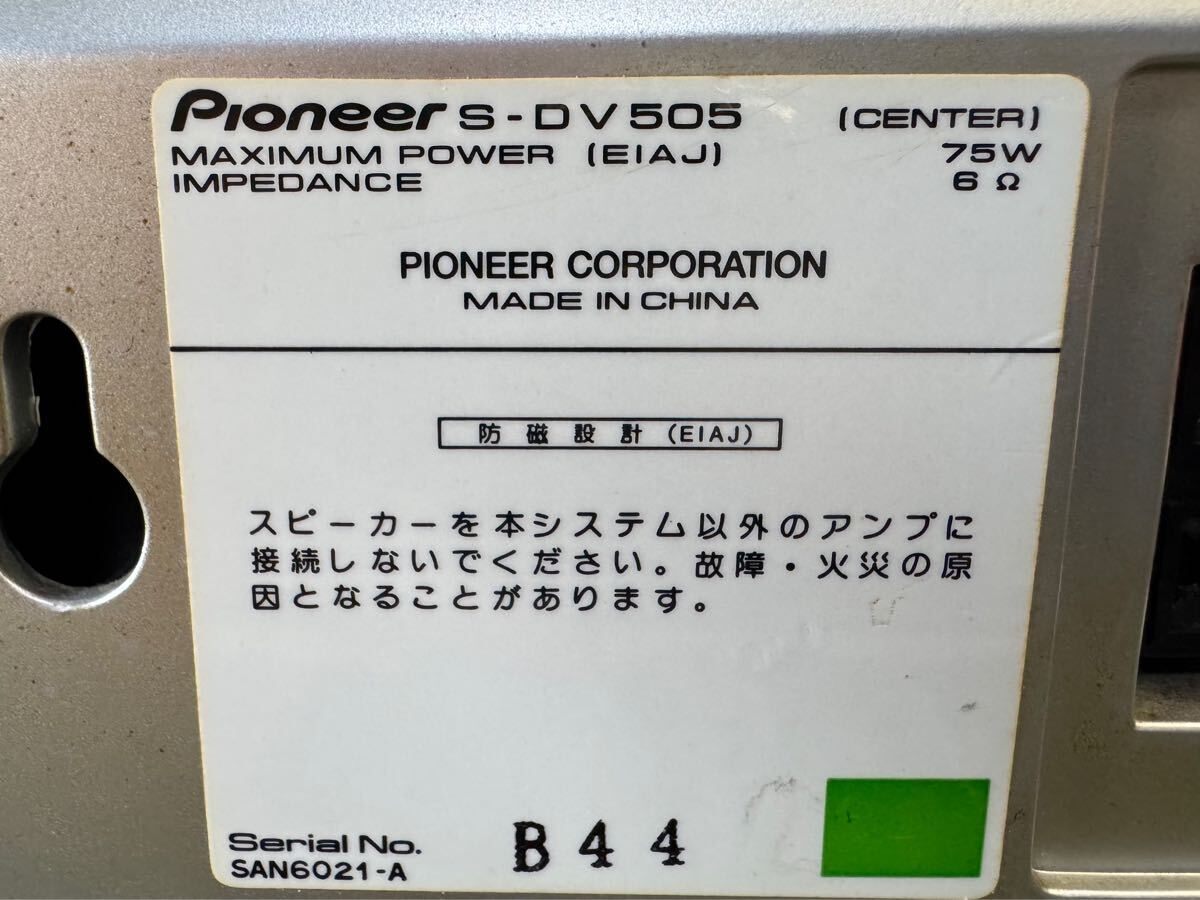 Pioneer S-DV505 (CENTER)
MAXIMUM POWER (EIAJ) 75W
IMPEDANCE 6 Ω
PIONEER CORPORATION
MADE IN CHINA
防磁設計(EIAJ)
スピーカーを本システム以外のアンプに
接続しないでください。故障・火災の原
因となることがあります。
Serial No. B44
SAN6021-A